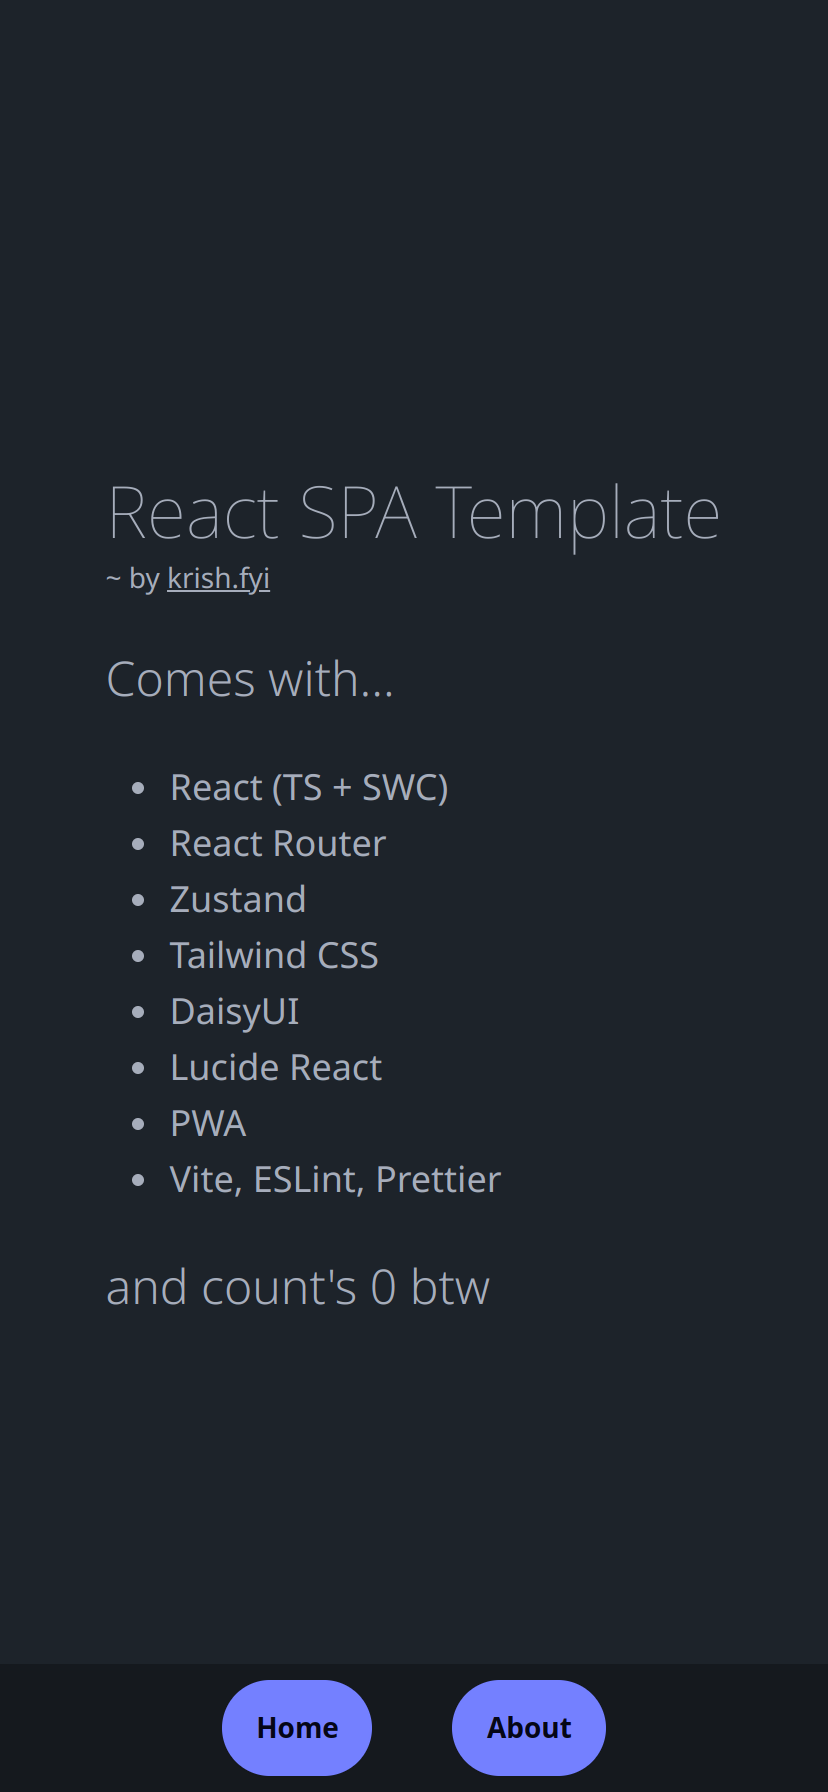 React SPA Template
~ by krish.fyi
Comes with...
React (TS + SWC)
React Router
Zustand
Tailwind CSS
DaisyUI
Lucide React
PWA
Vite, ESLint, Prettier
and count's 0 btw
Home About